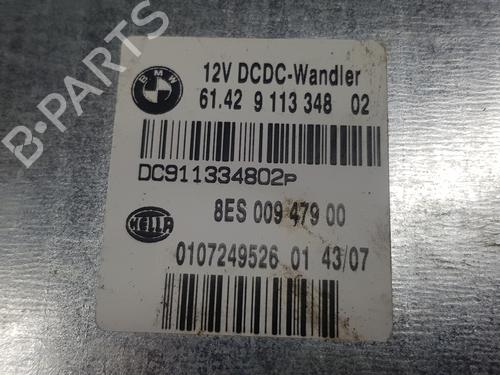 BMW
12V DCDC-Wandler
61.42 9 113 348 02
DC911334802P
8ES 009 479 00
HELLA
0107249526 01 43/07
B-PARTS